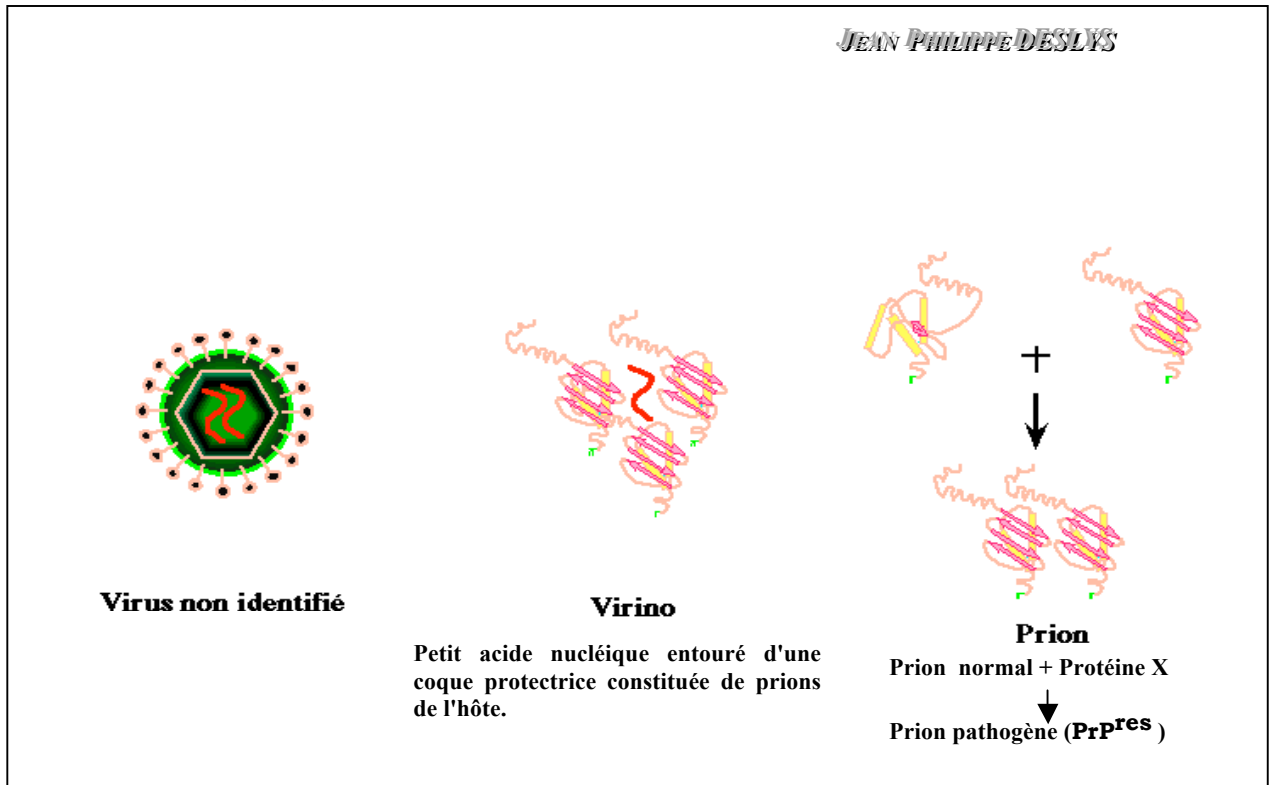 JEAN PHILIPPE DESLYS
Virus non identifié
Virino
Petit acide nucléique entouré d'une
coque protectrice constituée de prions
de l'hôte.
+
Prion
Prion normal + Protéine X
Prion pathogène (PrPres )